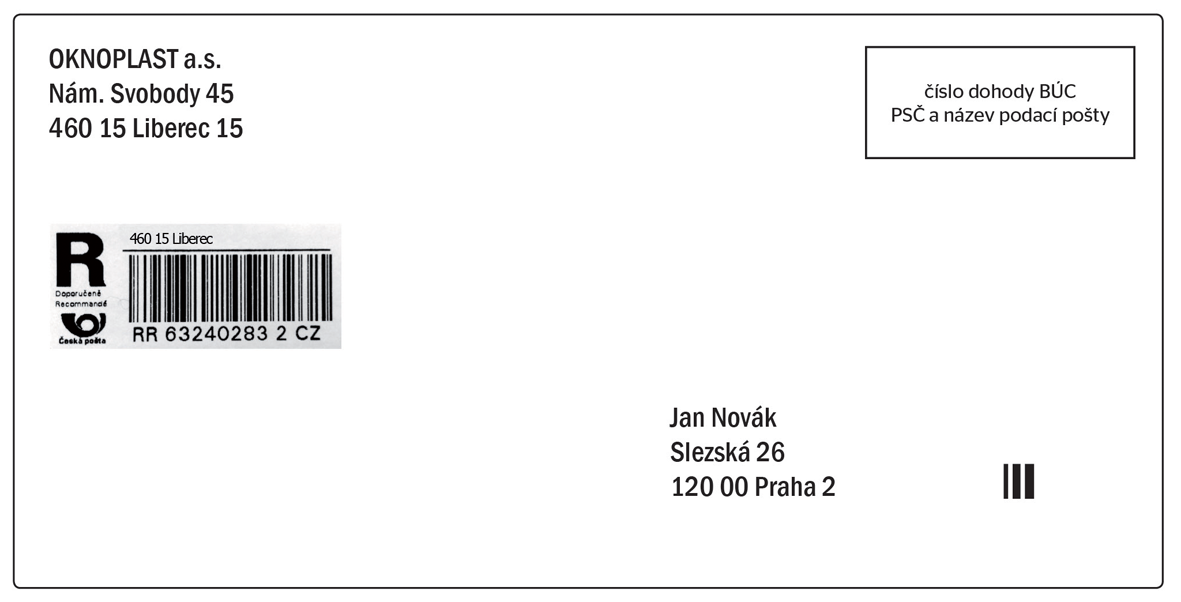 OKNOPLAST a.s.
Nám. Svobody 45
460 15 Liberec 15
číslo dohody BÚC
PSČ a název podací pošty
R
460 15 Liberec
Doporučeně
Recommandé
Česká pošta
RR 63240283 2 CZ
Jan Novák
Slezská 26
120 00 Praha 2